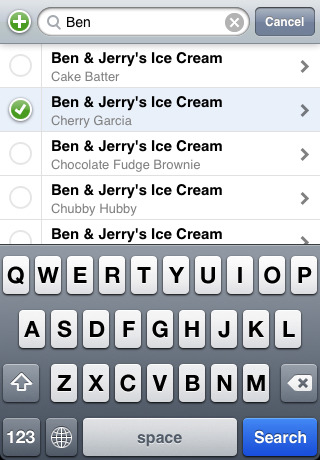 Ben
Cancel
Ben & Jerry's Ice Cream
Cake Batter
Ben & Jerry's Ice Cream
Cherry Garcia
Ben & Jerry's Ice Cream
Chocolate Fudge Brownie
Ben & Jerry's Ice Cream
Chubby Hubby
Ben & Jerry's Ice Cream
Q W E R T Y U I O P
A S D F G H J K L
Z X C V B N M
123 space Search